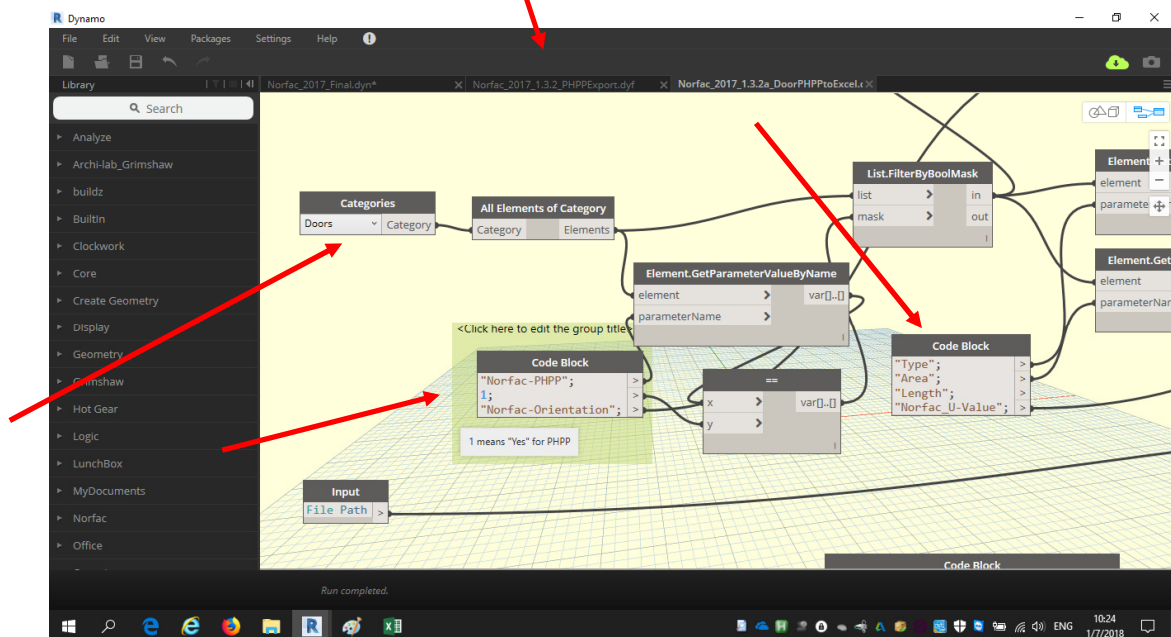 Dynamo
File Edit View Packages Settings Help
Library
Norfac_2017_Final.dyn*
Norfac_2017_1.3.2_PHPPExport.dyf
Norfac_2017_1.3.2a_DoorPHPPtoExcel.
Search
Analyze
Archi-lab_Grimshaw
buildz
BuiltIn
Clockwork
Core
Create Geometry
Display
Geometry
Grimshaw
Hot Gear
Logic
LunchBox
MyDocuments
Norfac
Office
Categories
Doors Category
All Elements of Category
Category Elements
List.FilterByBoolMask
list > in
mask > out
Element.GetParameterValueByName
element > var[]..[]
parameterName >
<Click here to edit the group title>
Code Block
"Norfac-PHPP"; >
1; >
"Norfac-Orientation"; >
1 means "Yes" for PHPP
==
x > var[]..[]
y >
Code Block
"Type"; >
"Area"; >
"Length"; >
"Norfac_U-Value"; >
Element
element
Element.Get
element
Input
File Path >
Code Block
Run completed.
ENG
10:24
1/7/2018